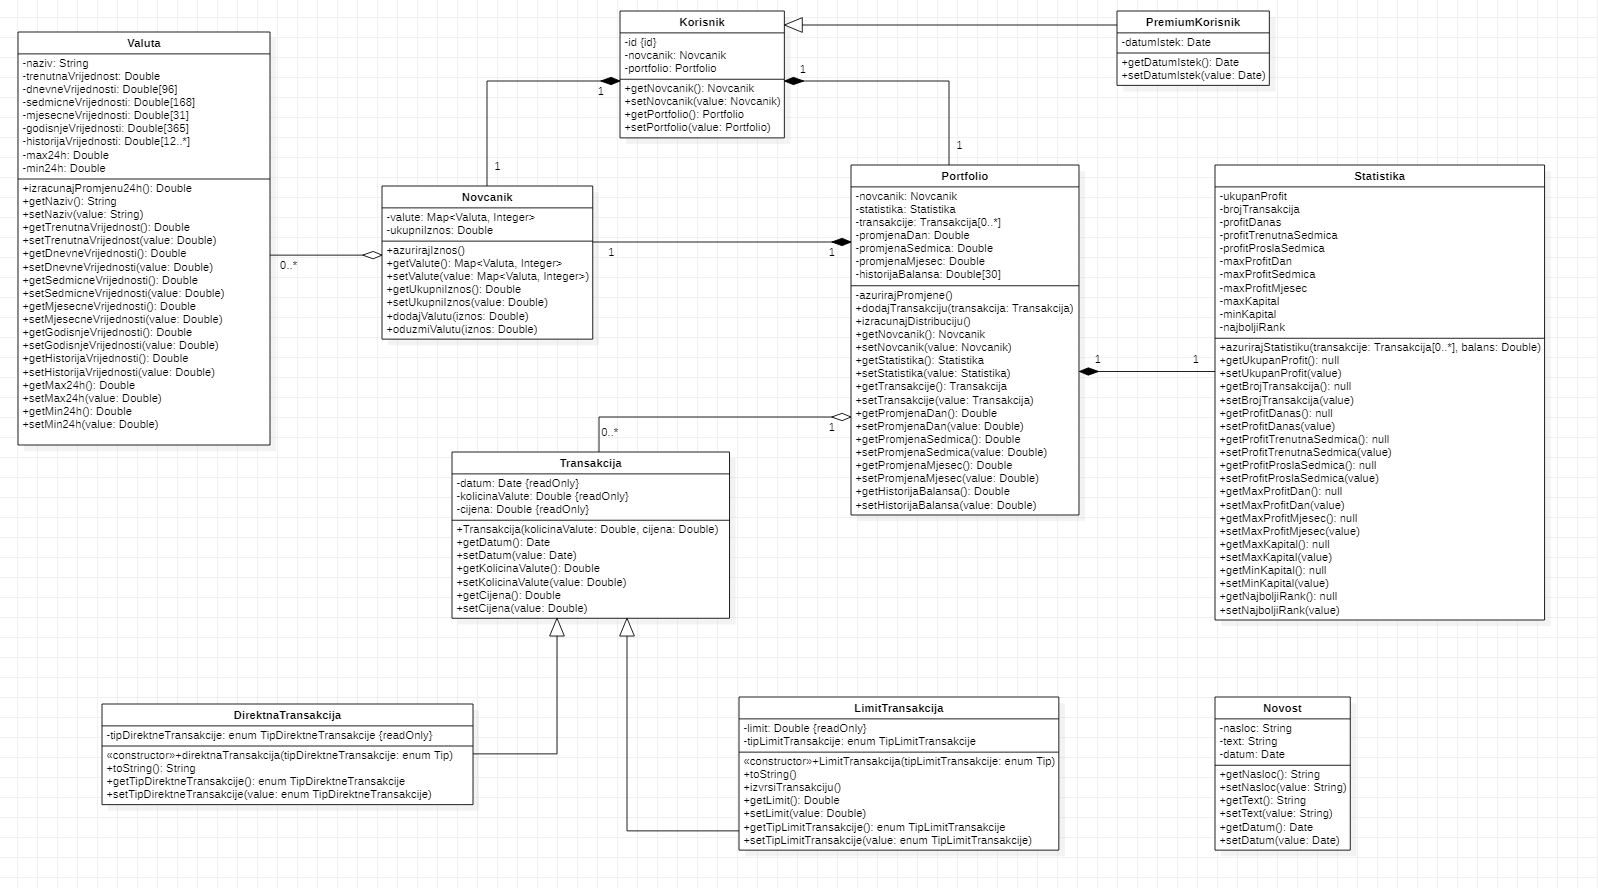 Valuta
-naziv: String
-trenutnaVrijednost: Double
-dnevneVrijednosti: Double[96]
-sedmicneVrijednosti: Double[168]
-mjesecneVrijednosti: Double[31]
-godisnjeVrijednosti: Double[365]
-historijaVrijednosti: Double[12..*]
-max24h: Double
-min24h: Double
+izracunajPromjenu24h(): Double
+getNaziv(): String
+setNaziv(value: String)
+getTrenutnaVrijednost(): Double
+setTrenutnaVrijednost(value: Double)
+getDnevneVrijednosti(): Double
+setDnevneVrijednosti(value: Double)
+getSedmicneVrijednosti(): Double
+setSedmicneVrijednosti(value: Double)
+getMjesecneVrijednosti(): Double
+setMjesecneVrijednosti(value: Double)
+getGodisnjeVrijednosti(): Double
+setGodisnjeVrijednosti(value: Double)
+getHistorijaVrijednosti(): Double
+setHistorijaVrijednosti(value: Double)
+getMax24h(): Double
+setMax24h(value: Double)
+getMin24h(): Double
+setMin24h(value: Double)
0..*
Korisnik
-id {id}
-novcanik: Novcanik
-portfolio: Portfolio
+getNovcanik(): Novcanik
+setNovcanik(value: Novcanik)
+getPortfolio(): Portfolio
+setPortfolio(value: Portfolio)
1
1
1
1
PremiumKorisnik
-datumIstek: Date
+getDatumIstek(): Date
+setDatumIstek(value: Date)
Novcanik
-valute: Map<Valuta, Integer>
-ukupniIznos: Double
+azurirajIznos()
+getValute(): Map<Valuta, Integer>
+setValute(value: Map<Valuta, Integer>)
+getUkupniIznos(): Double
+setUkupniIznos(value: Double)
+dodajValutu(iznos: Double)
+oduzmiValutu(iznos: Double)
1
1
Portfolio
-novcanik: Novcanik
-statistika: Statistika
-transakcije: Transakcija[0..*]
-promjenaDan: Double
-promjenaSedmica: Double
-promjenaMjesec: Double
-historijaBalansa: Double[30]
-azurirajPromjene()
+dodajTransakciju(transakcija: Transakcija)
+izracunajDistribuciju()
+getNovcanik(): Novcanik
+setNovcanik(value: Novcanik)
+getStatistika(): Statistika
+setStatistika(value: Statistika)
+getTransakcije(): Transakcija
+setTransakcije(value: Transakcija)
+getPromjenaDan(): Double
+setPromjenaDan(value: Double)
+getPromjenaSedmica(): Double
+setPromjenaSedmica(value: Double)
+getPromjenaMjesec(): Double
+setPromjenaMjesec(value: Double)
+getHistorijaBalansa(): Double
+setHistorijaBalansa(value: Double)
1
1
Statistika
-ukupanProfit
-brojTransakcija
-profitDanas
-profitTrenutnaSedmica
-profitProslaSedmica
-maxProfitDan
-maxProfitSedmica
-maxProfitMjesec
-maxKapital
-minKapital
-najboljiRank
+azurirajStatistiku(transakcije: Transakcija[0..*], balans: Double)
+getUkupanProfit(): null
+setUkupanProfit(value)
+getBrojTransakcija(): null
+setBrojTransakcija(value)
+getProfitDanas(): null
+setProfitDanas(value)
+getProfitTrenutnaSedmica(): null
+setProfitTrenutnaSedmica(value)
+getProfitProslaSedmica(): null
+setProfitProslaSedmica(value)
+getMaxProfitDan(): null
+setMaxProfitDan(value)
+getMaxProfitMjesec(): null
+setMaxProfitMjesec(value)
+getMaxKapital(): null
+setMaxKapital(value)
+getMinKapital(): null
+setMinKapital(value)
+getNajboljiRank(): null
+setNajboljiRank(value)
0..*
1
Transakcija
-datum: Date {readOnly}
-kolicinaValute: Double {readOnly}
-cijena: Double {readOnly}
+Transakcija(kolicinaValute: Double, cijena: Double)
+getDatum(): Date
+setDatum(value: Date)
+getKolicinaValute(): Double
+setKolicinaValute(value: Double)
+getCijena(): Double
+setCijena(value: Double)
DirektnaTransakcija
-tipDirektneTransakcije: enum TipDirektneTransakcije {readOnly}
«constructor»+direktnaTransakcija(tipDirektneTransakcije: enum Tip)
+toString(): String
+getTipDirektneTransakcije(): enum TipDirektneTransakcije
+setTipDirektneTransakcije(value: enum TipDirektneTransakcije)
LimitTransakcija
-limit: Double {readOnly}
-tipLimitTransakcije: enum TipLimitTransakcije
«constructor»+LimitTransakcija(tipLimitTransakcije: enum Tip)
+toString()
+izvrsiTransakciju()
+getLimit(): Double
+setLimit(value: Double)
+getTipLimitTransakcije(): enum TipLimitTransakcije
+setTipLimitTransakcije(value: enum TipLimitTransakcije)
Novost
-nasloc: String
-text: String
-datum: Date
+getNasloc(): String
+setNasloc(value: String)
+getText(): String
+setText(value: String)
+getDatum(): Date
+setDatum(value: Date)